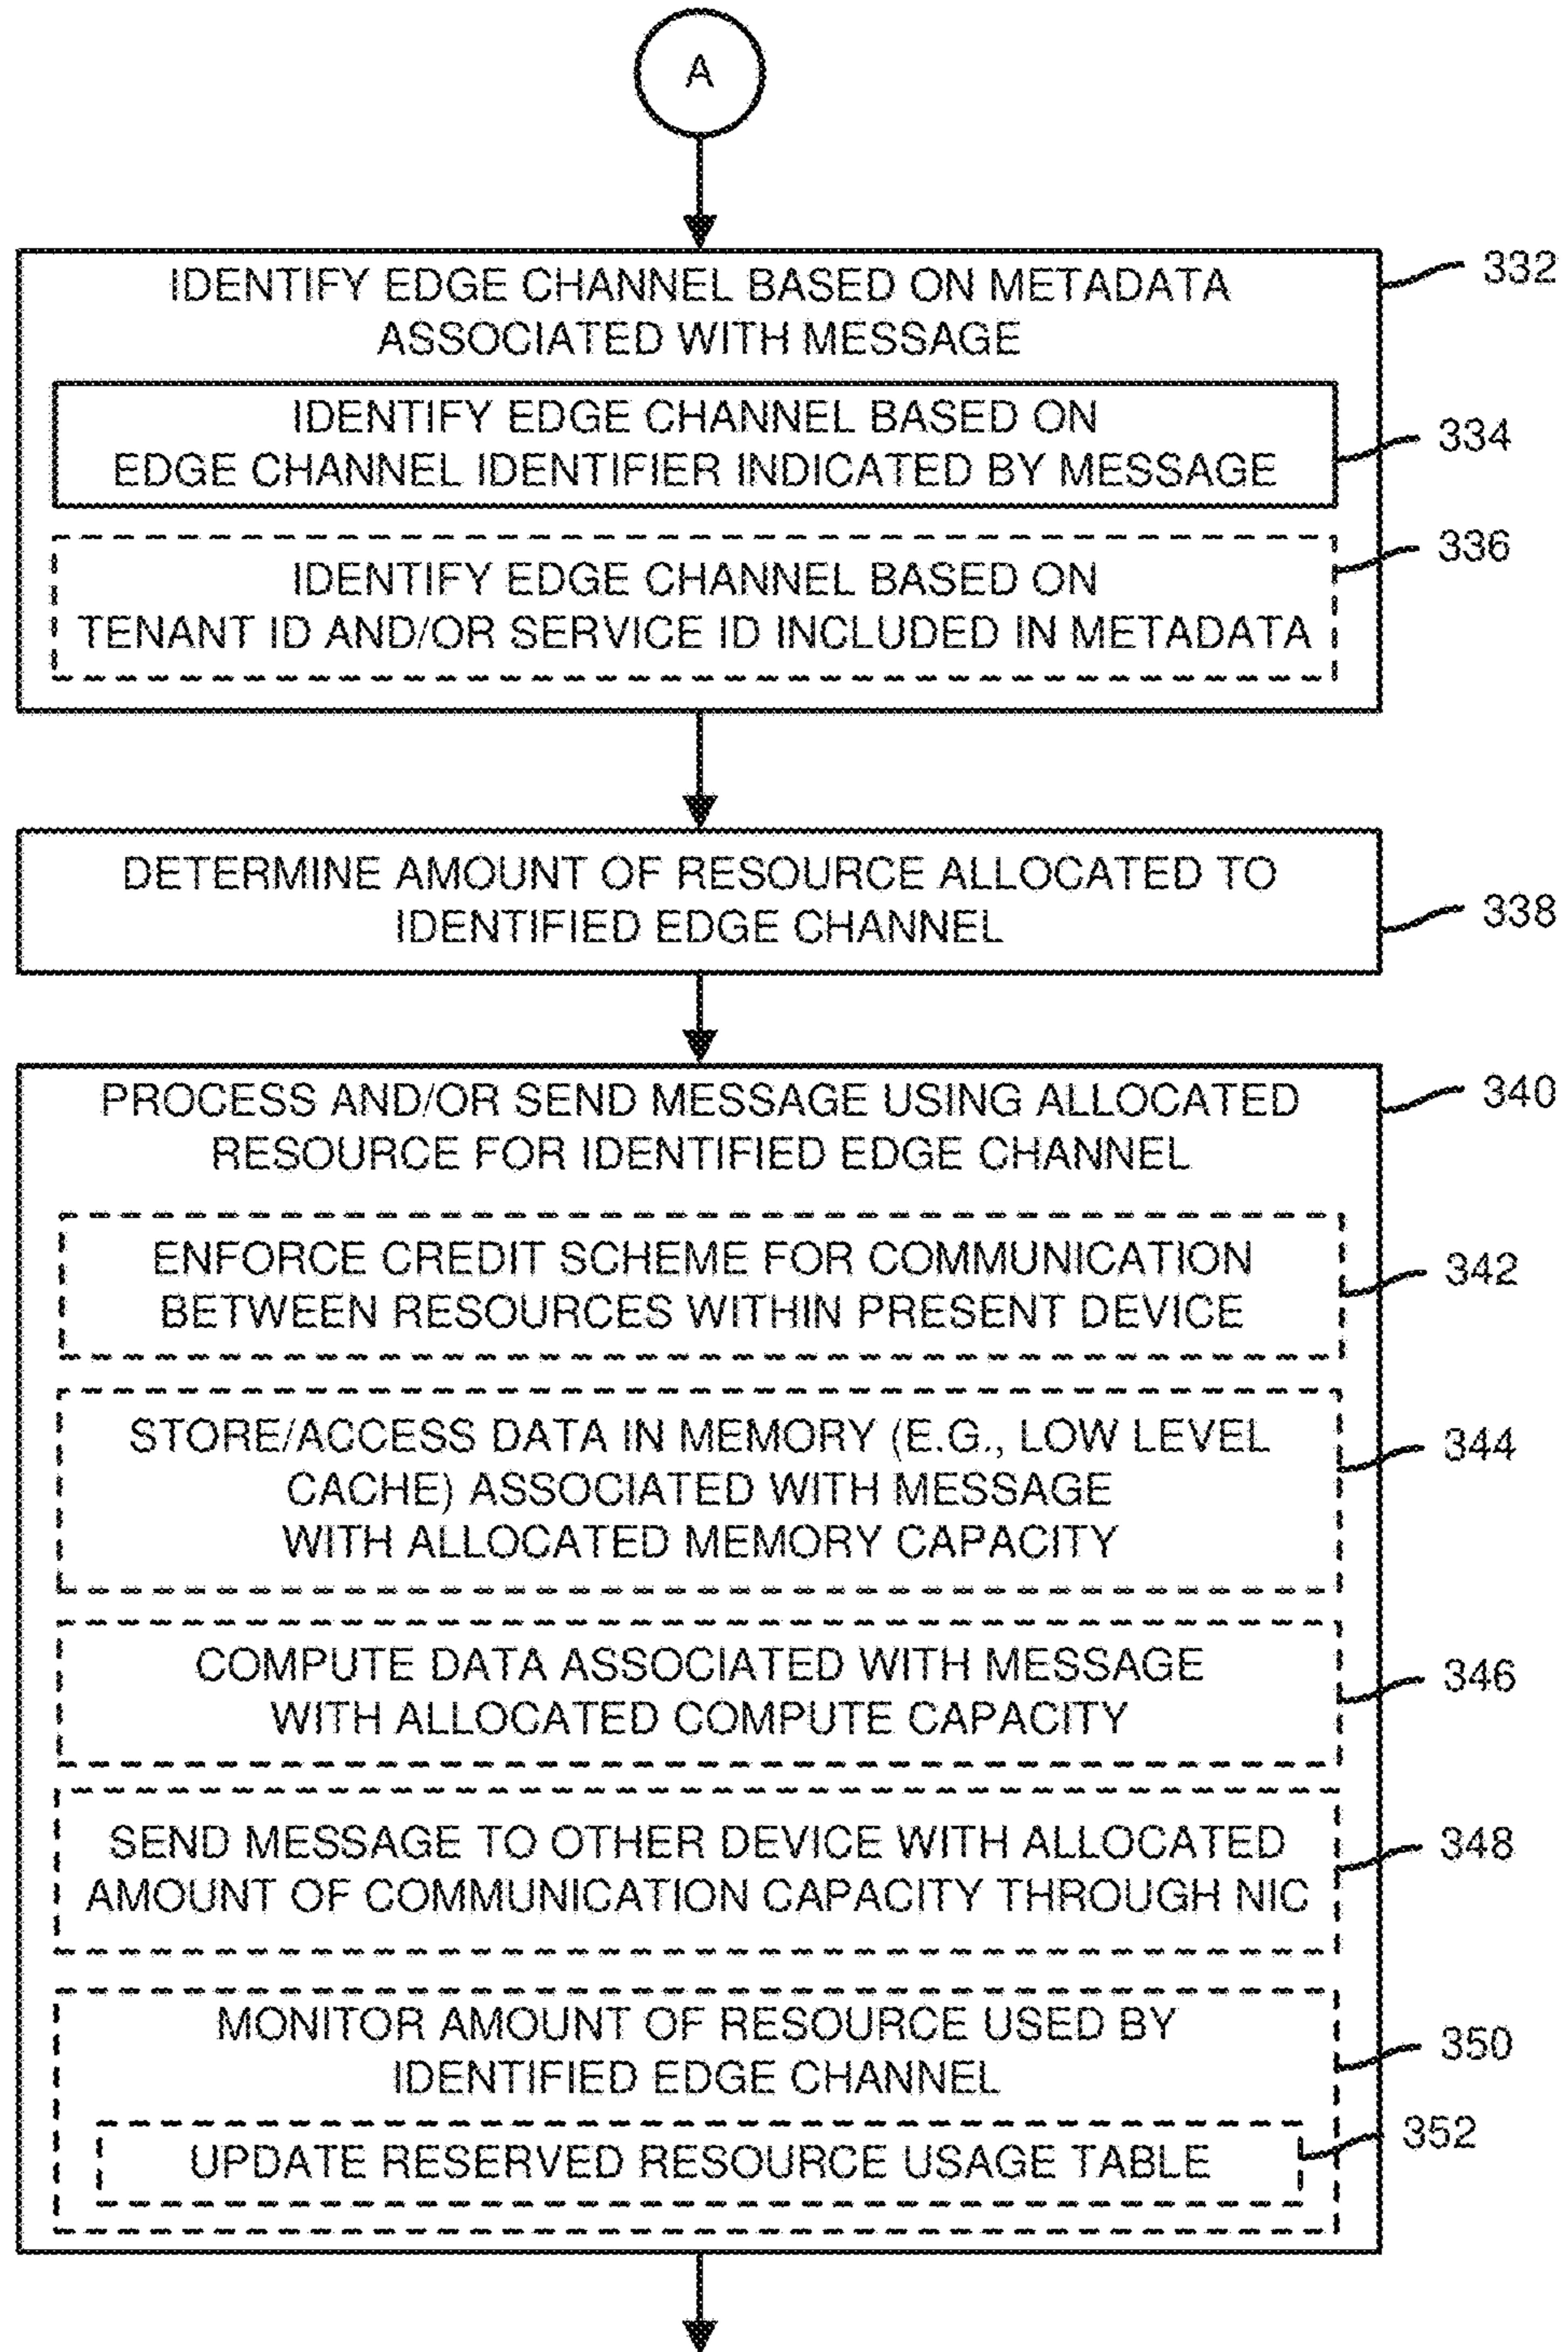 A
IDENTIFY EDGE CHANNEL BASED ON METADATA
ASSOCIATED WITH MESSAGE
332
IDENTIFY EDGE CHANNEL BASED ON
EDGE CHANNEL IDENTIFIER INDICATED BY MESSAGE
334
IDENTIFY EDGE CHANNEL BASED ON
TENANT ID AND/OR SERVICE ID INCLUDED IN METADATA
336
DETERMINE AMOUNT OF RESOURCE ALLOCATED TO
IDENTIFIED EDGE CHANNEL
338
PROCESS AND/OR SEND MESSAGE USING ALLOCATED
RESOURCE FOR IDENTIFIED EDGE CHANNEL
340
ENFORCE CREDIT SCHEME FOR COMMUNICATION
BETWEEN RESOURCES WITHIN PRESENT DEVICE
342
STORE/ACCESS DATA IN MEMORY (E.G., LOW LEVEL
CACHE) ASSOCIATED WITH MESSAGE
WITH ALLOCATED MEMORY CAPACITY
344
COMPUTE DATA ASSOCIATED WITH MESSAGE
WITH ALLOCATED COMPUTE CAPACITY
346
SEND MESSAGE TO OTHER DEVICE WITH ALLOCATED
AMOUNT OF COMMUNICATION CAPACITY THROUGH NIC
348
MONITOR AMOUNT OF RESOURCE USED BY
IDENTIFIED EDGE CHANNEL
350
UPDATE RESERVED RESOURCE USAGE TABLE
352